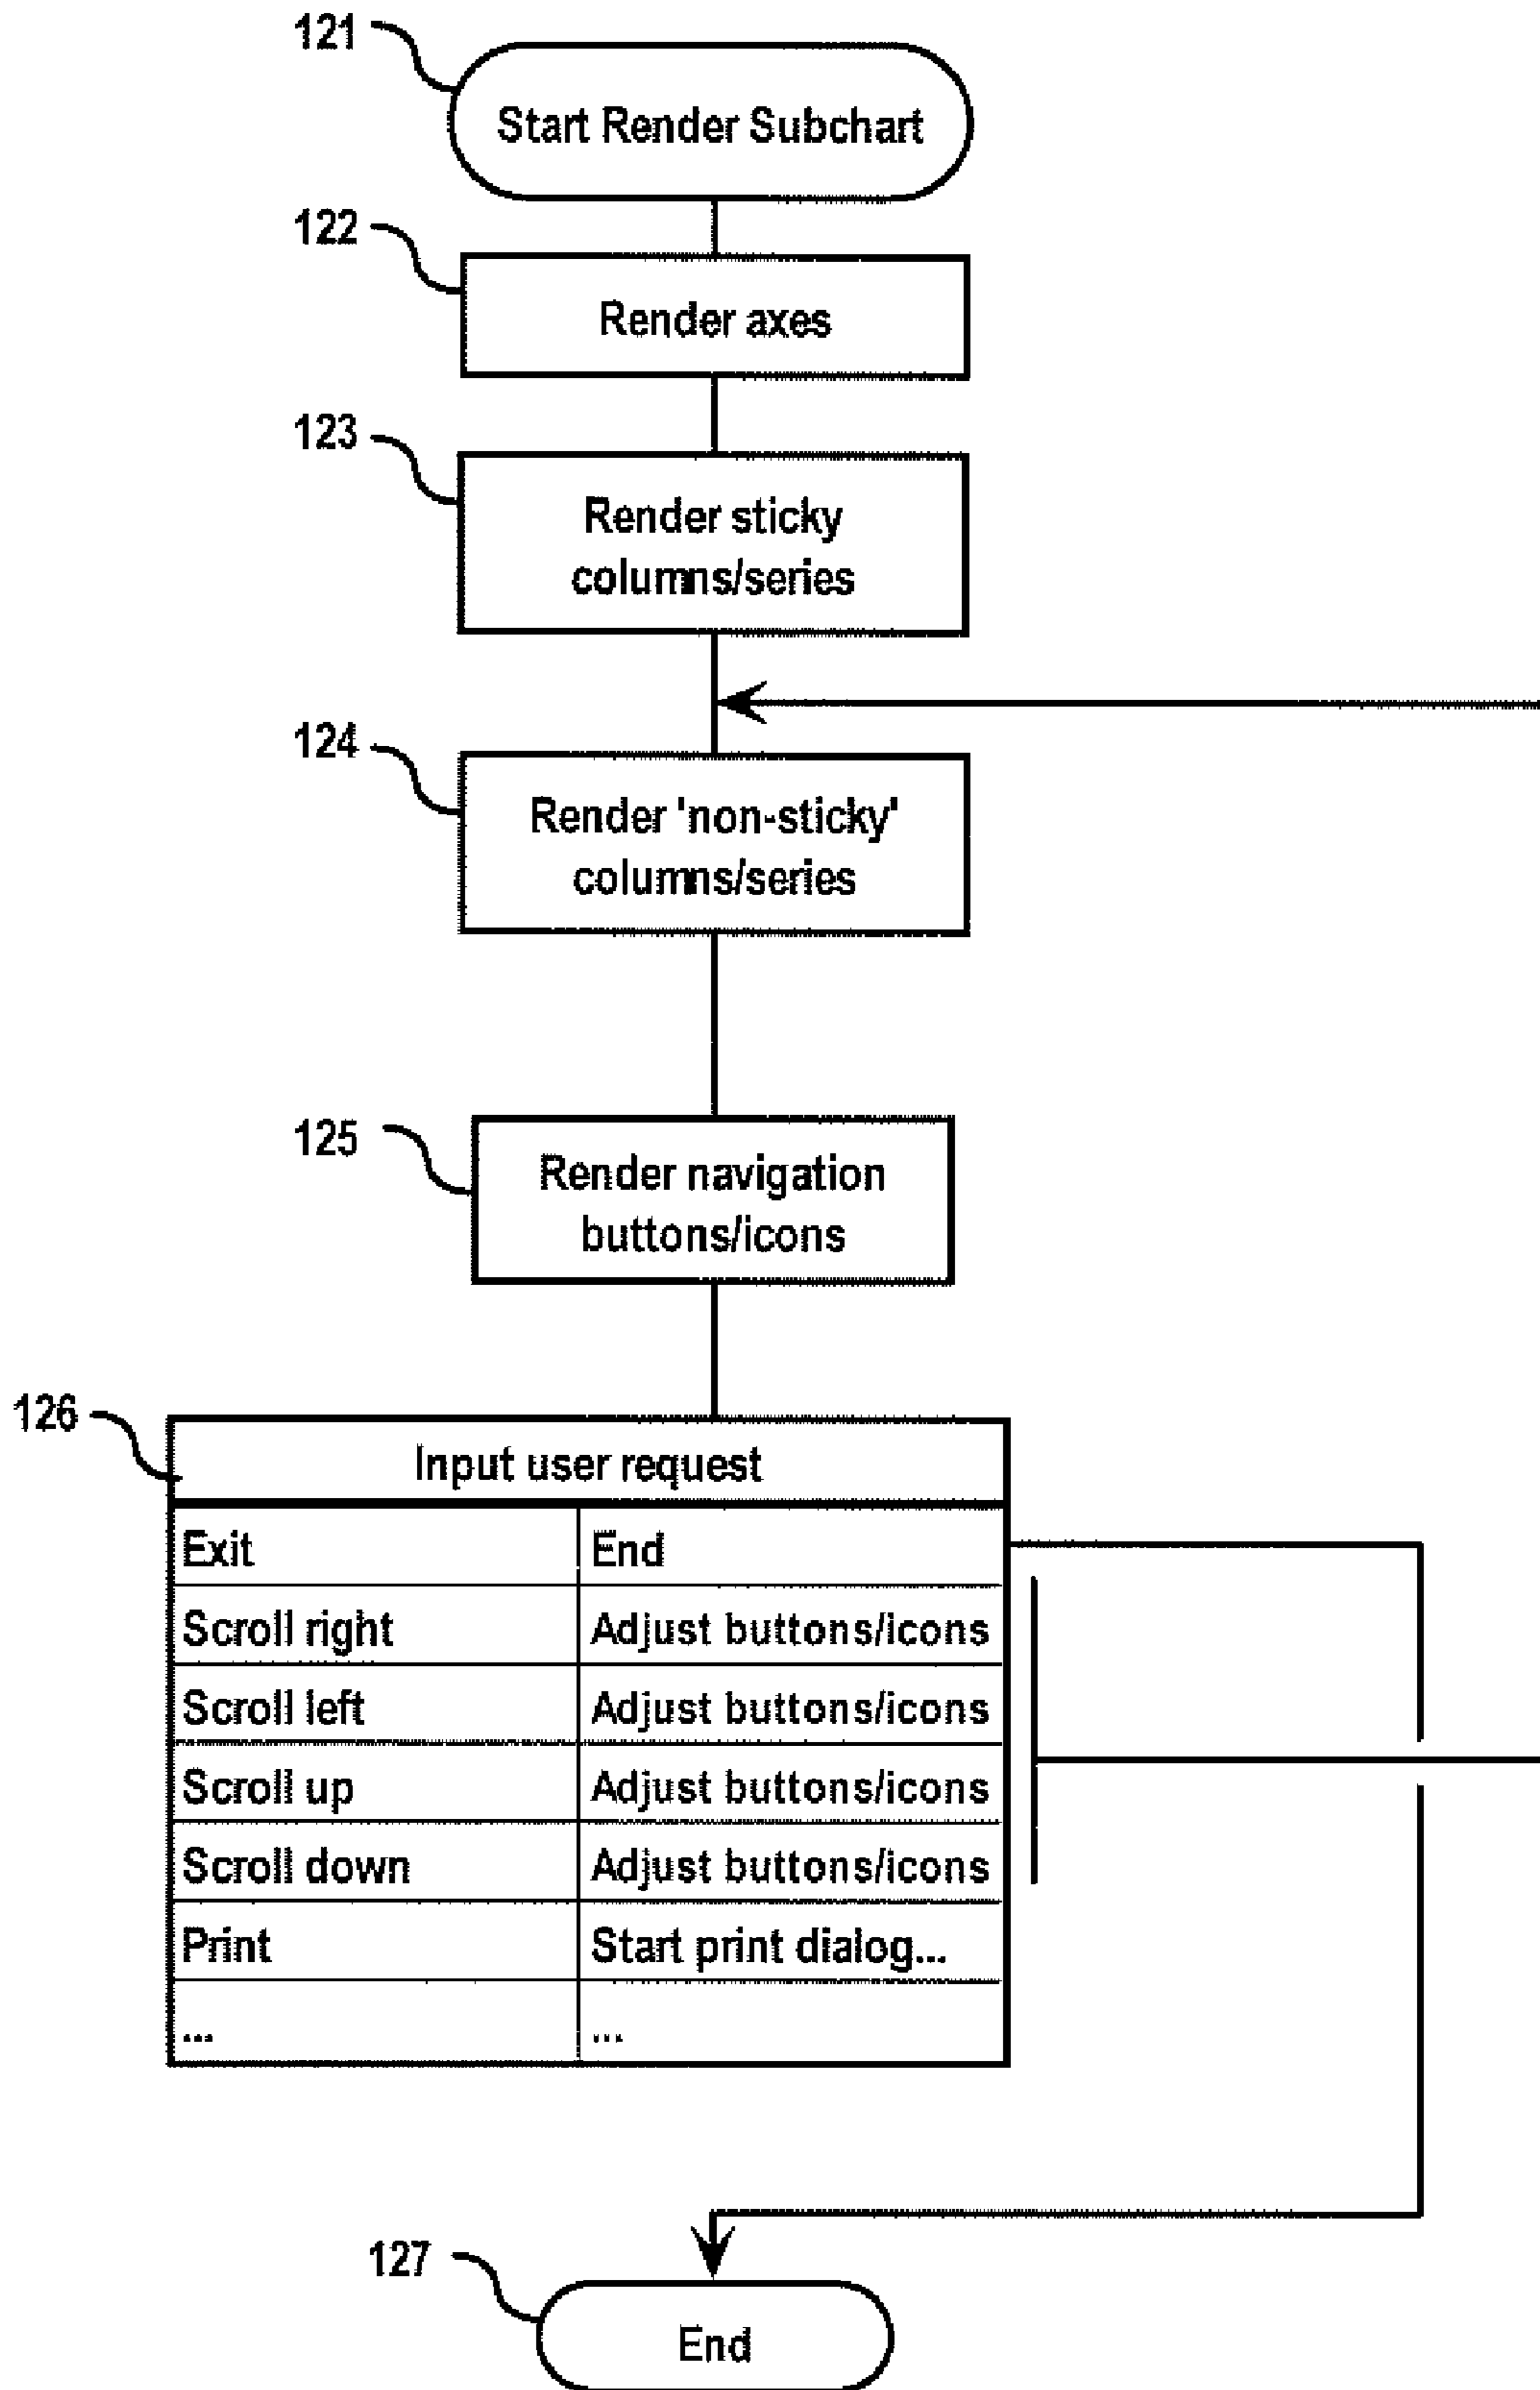 121
Start Render Subchart
122
Render axes
123
Render sticky
columns/series
124
Render 'non-sticky'
columns/series
125
Render navigation
buttons/icons
126
Input user request
Exit End
Scroll right Adjust buttons/icons
Scroll left Adjust buttons/icons
Scroll up Adjust buttons/icons
Scroll down Adjust buttons/icons
Print Start print dialog...
... ...
127
End